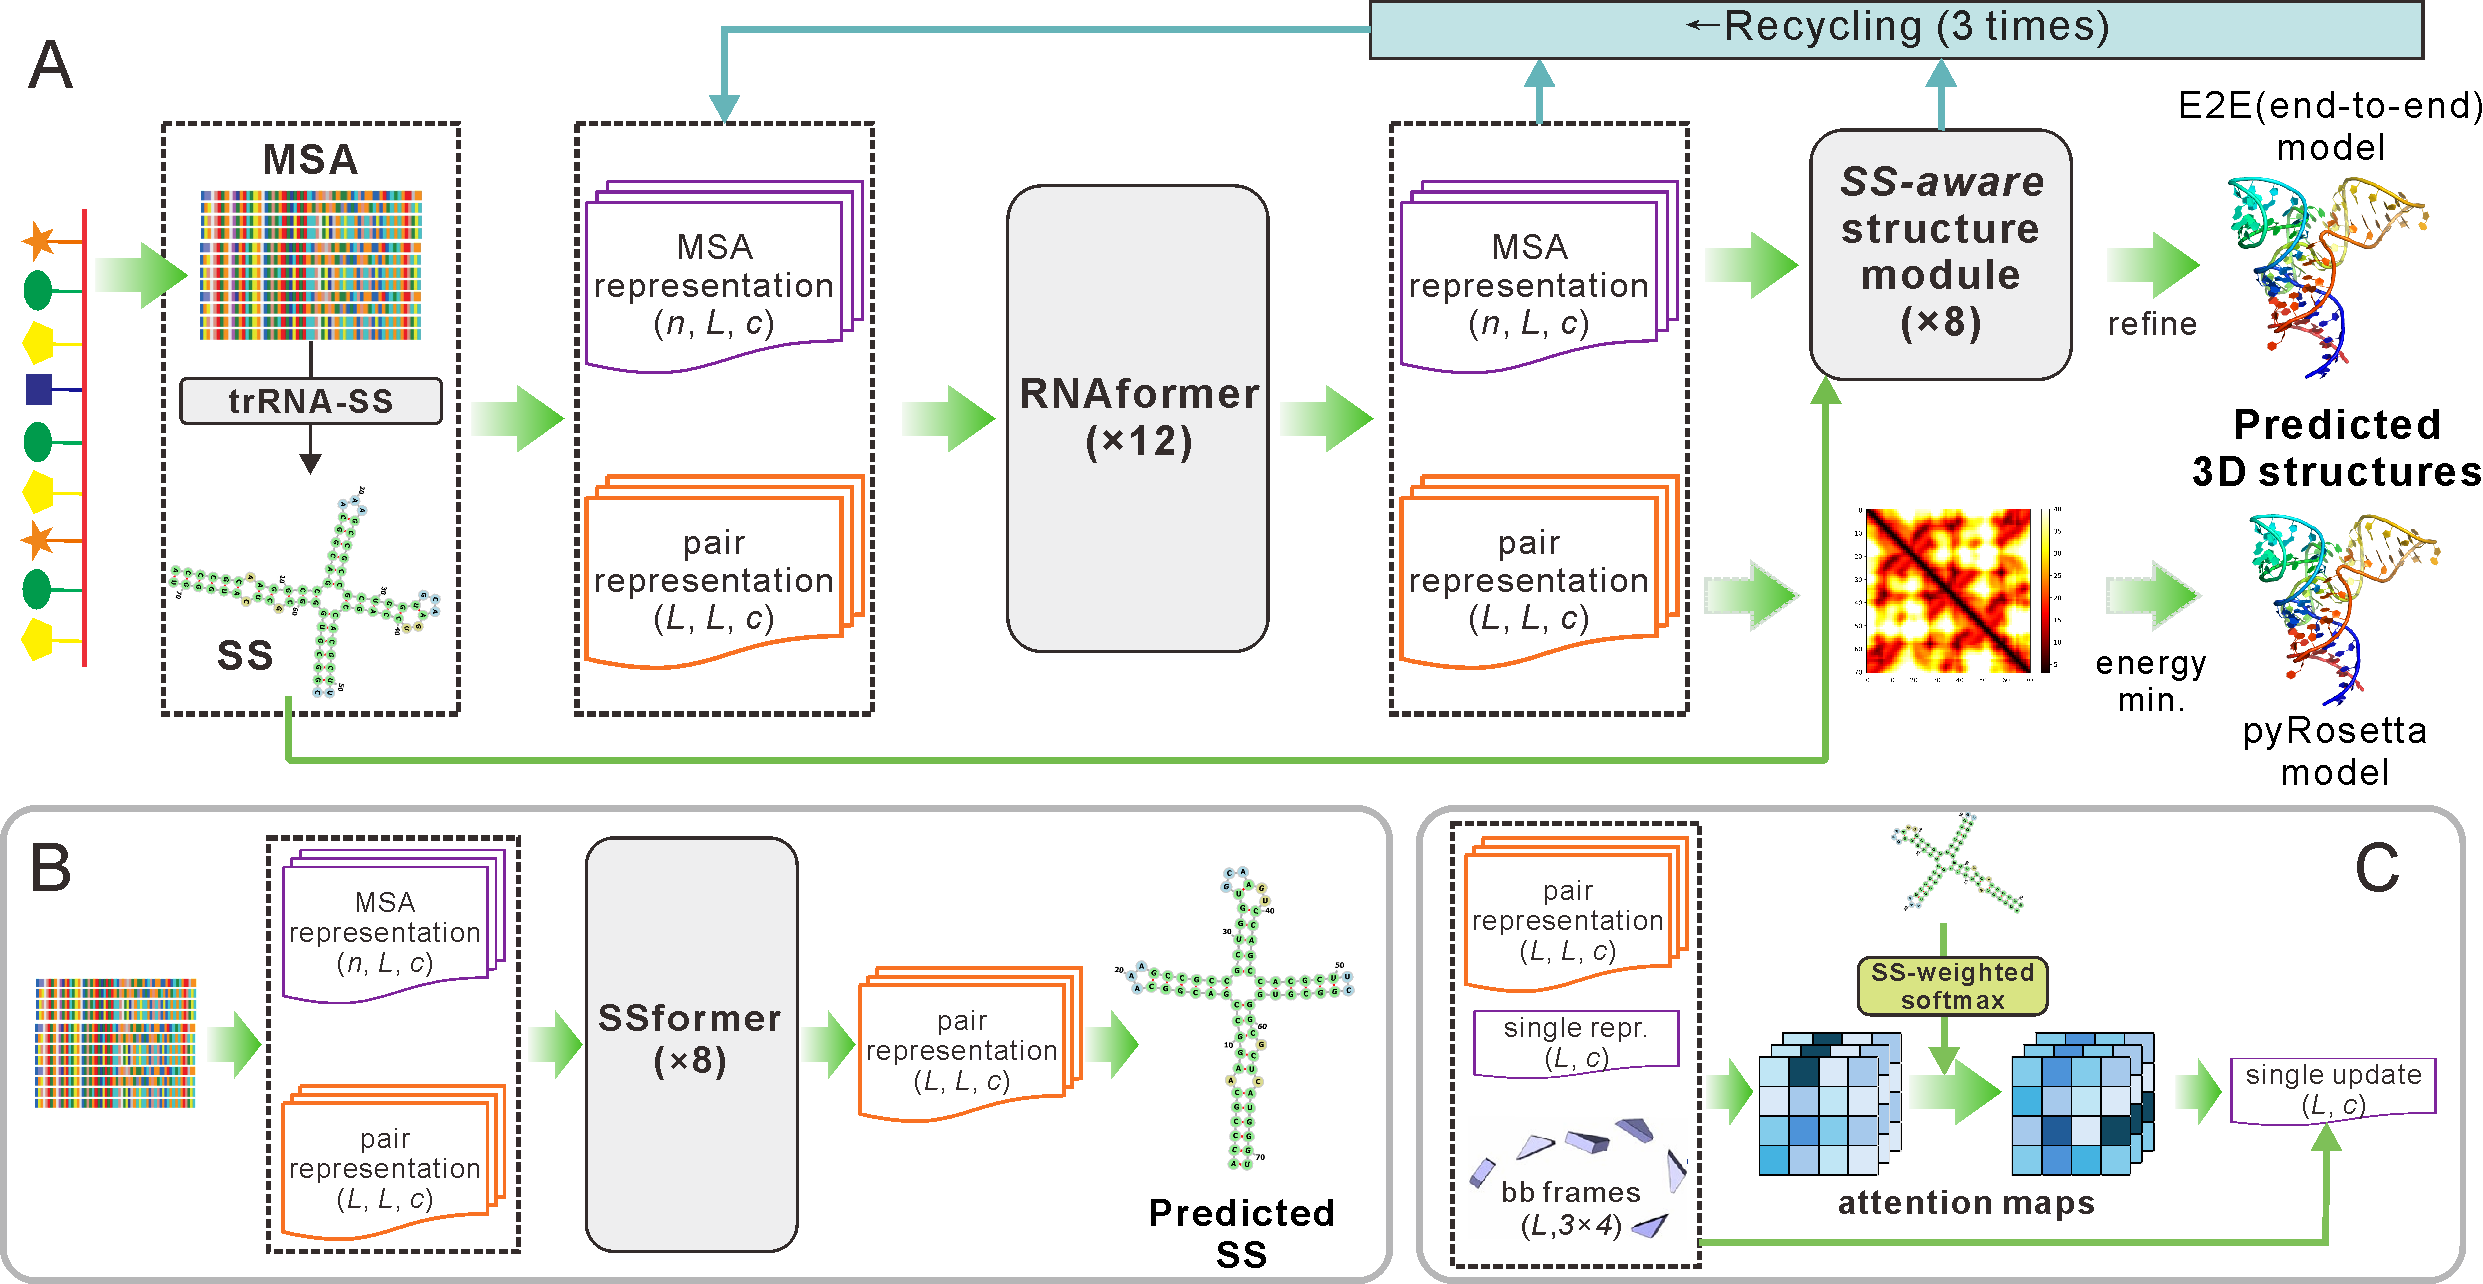 A
←Recycling (3 times)
MSA
trRNA-SS
SS
MSA
representation
(n, L, c)
pair
representation
(L, L, c)
RNAformer
(×12)
MSA
representation
(n, L, c)
pair
representation
(L, L, c)
SS-aware
structure
module
(×8)
refine
energy
min.
E2E(end-to-end)
model
Predicted
3D structures
pyRosetta
model
B
MSA
representation
(n, L, c)
pair
representation
(L, L, c)
SSformer
(×8)
pair
representation
(L, L, c)
Predicted
SS
C
pair
representation
(L, L, c)
single repr.
(L, c)
bb frames
(L,3×4)
SS-weighted
softmax
attention maps
single update
(L, c)